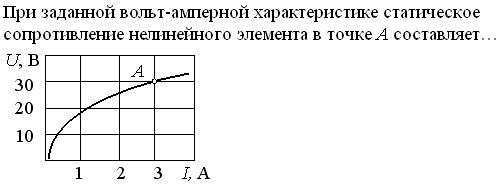 При заданной вольт-амперной характеристике статическое
сопротивление нелинейного элемента в точке A составляет…
U, В
A
30
20
10
1 2 3 I, А